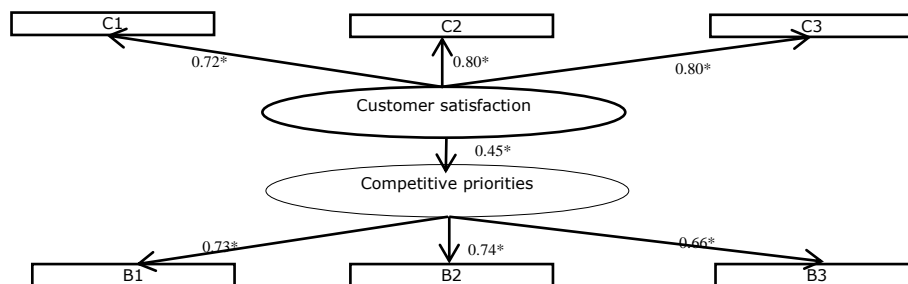 C1 C2 C3
0.72* 0.80* 0.80*
Customer satisfaction
0.45*
Competitive priorities
0.73* 0.74* 0.66*
B1 B2 B3